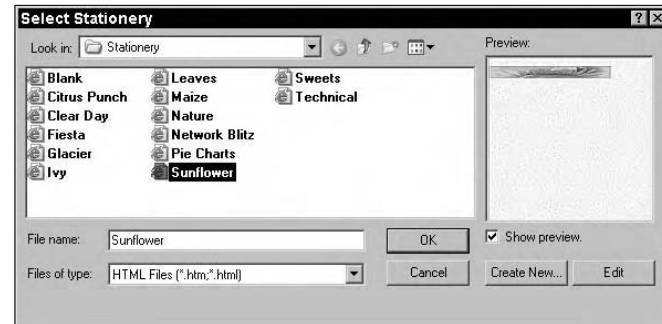 Select Stationery
Look in: Stationery
Preview:
Blank
Citrus Punch
Clear Day
Fiesta
Glacier
Ivy
Leaves
Maize
Nature
Network Blitz
Pie Charts
Sunflower
Sweets
Technical
File name: Sunflower
OK
Show preview.
Files of type: HTML Files (*.htm;*.html)
Cancel
Create New...
Edit